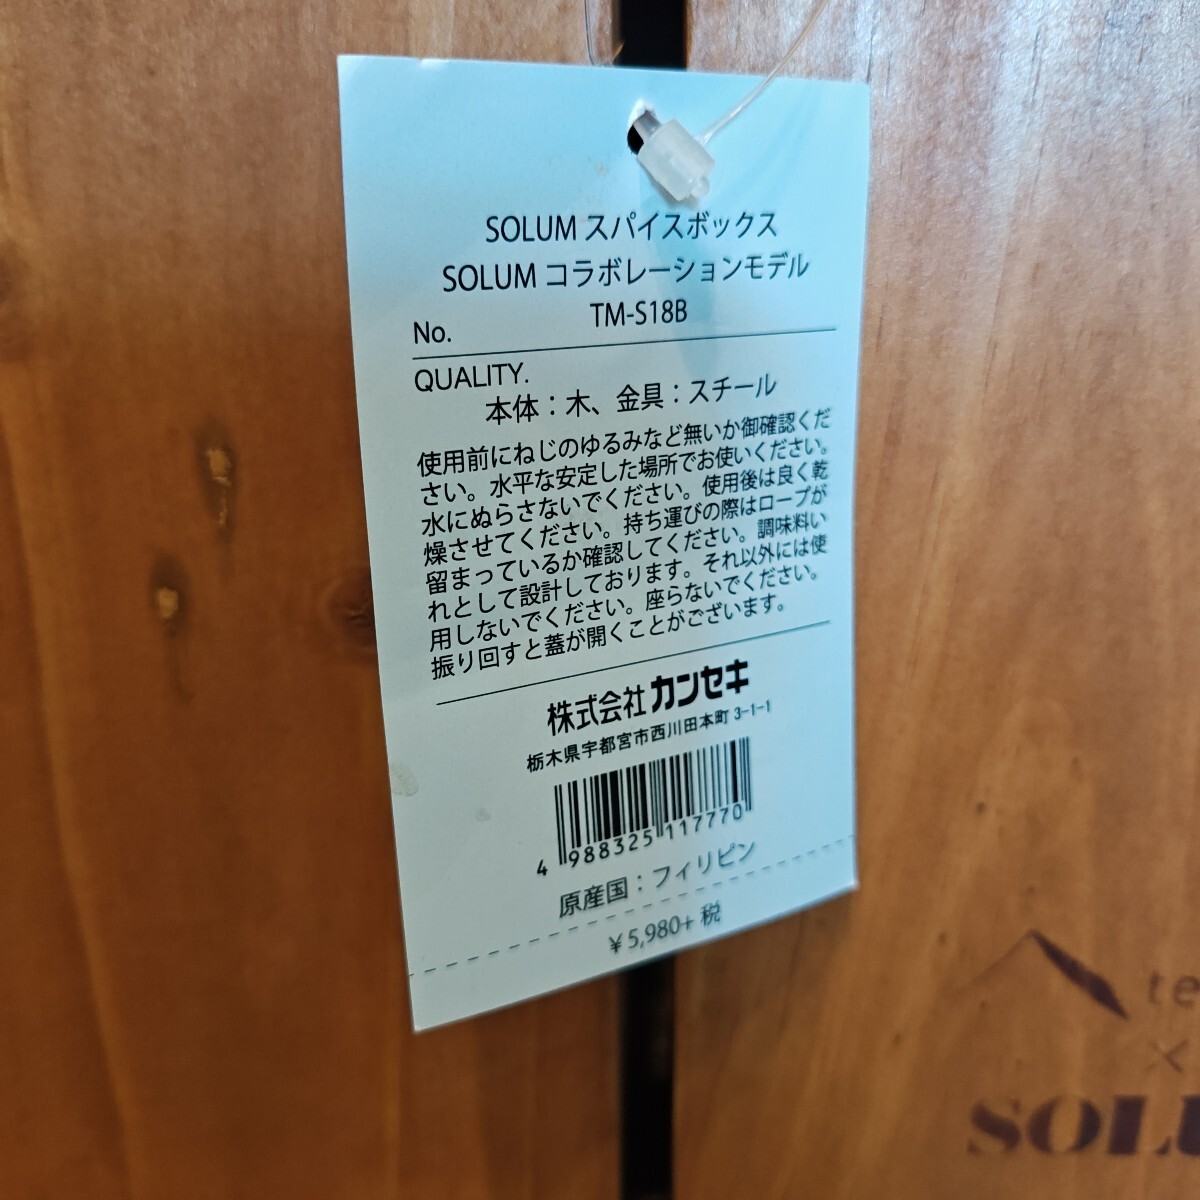 SOLUM スパイスボックス
SOLUM コラボレーションモデル
No. TM-S18B
QUALITY.
本体：木、金具：スチール
使用前にねじのゆるみなど無いか御確認くだ
さい。水平な安定した場所でお使いください。
水にぬらさないでください。使用後は良く乾
燥させてください。持ち運びの際はロープが
留まっているか確認してください。調味料い
れとして設計しております。それ以外には使
用しないでください。座らないでください。
振り回すと蓋が開くことがございます。
株式会社カンセキ
栃木県宇都宮市西川田本町 3-1-1
4 988325 117770
原産国：フィリピン
￥5,980+ 税
te
×
SOLU